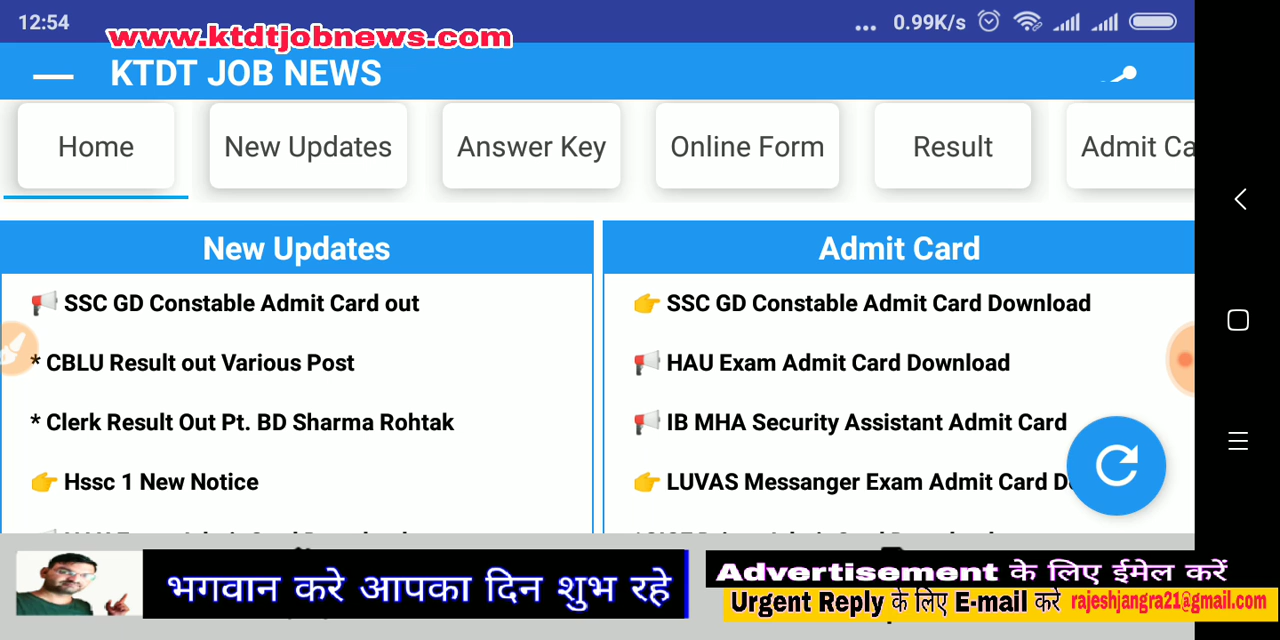 12:54
... 0.99K/s
www.ktdtjobnews.com
KTDT JOB NEWS
Home
New Updates
Answer Key
Online Form
Result
Admit Ca
New Updates
📢 SSC GD Constable Admit Card out
* CBLU Result out Various Post
* Clerk Result Out Pt. BD Sharma Rohtak
👉 Hssc 1 New Notice
Admit Card
👉 SSC GD Constable Admit Card Download
📢 HAU Exam Admit Card Download
📢 IB MHA Security Assistant Admit Card
👉 LUVAS Messanger Exam Admit Card D
भगवान करे आपका दिन शुभ रहे
Advertisement के लिए ईमेल करें
Urgent Reply के लिए E-mail करे rajeshjangra21@gmail.com